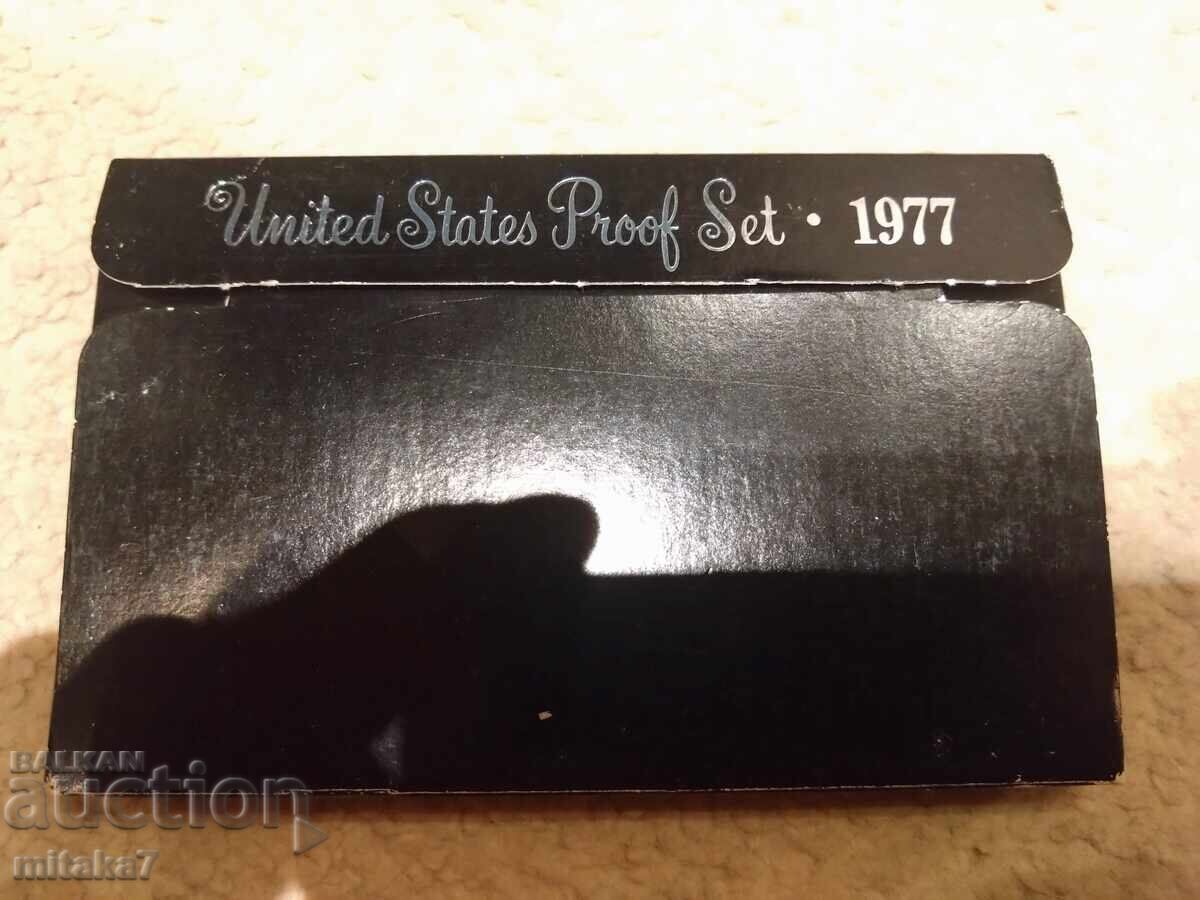 United States Proof Set • 1977
BALKAN
auction
mitaka7